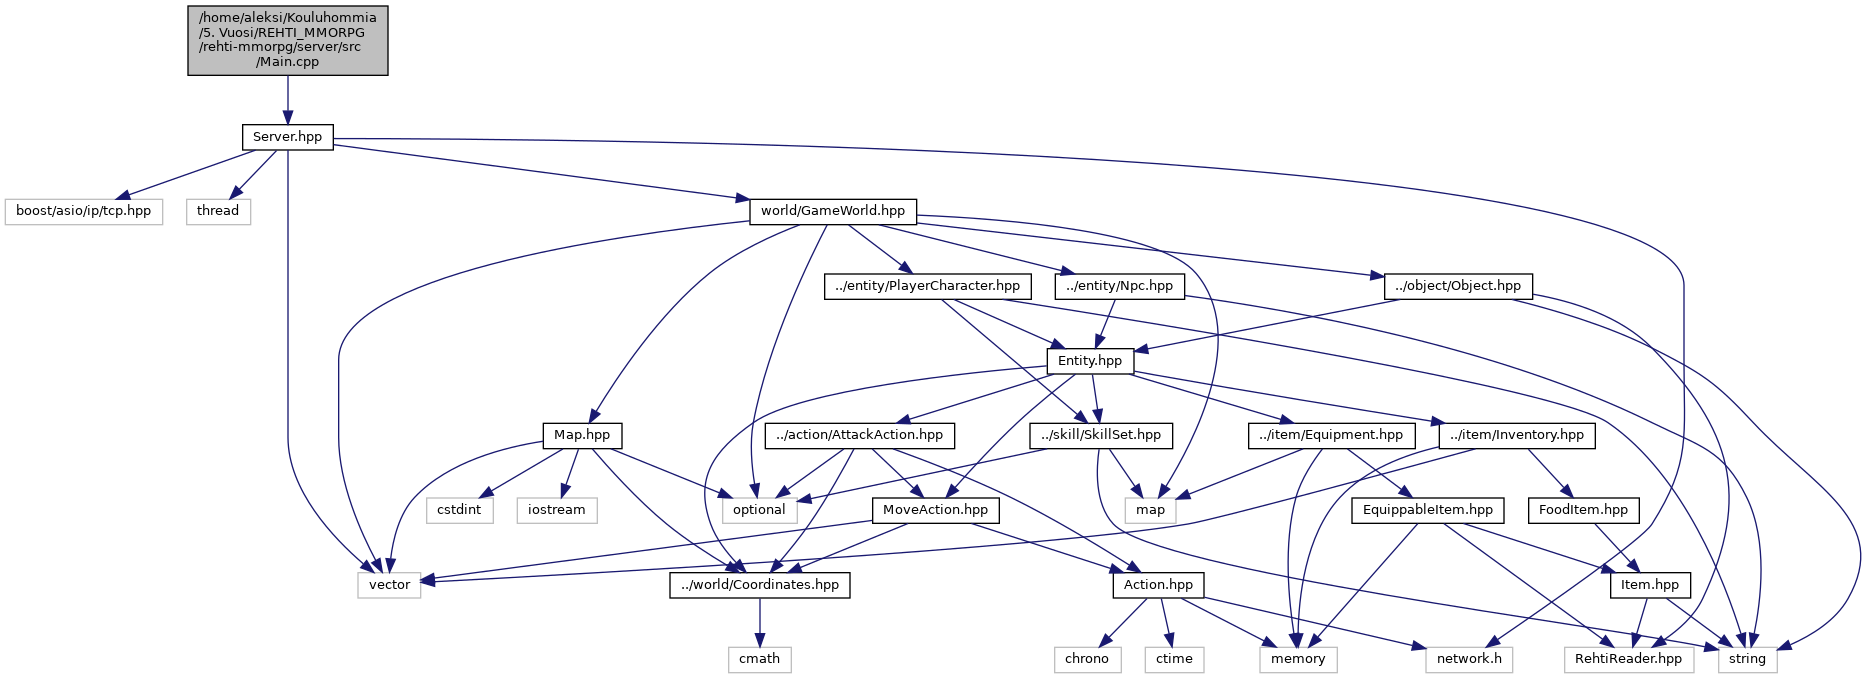 /home/aleksi/Kouluhommia
/5. Vuosi/REHTI_MMORPG
/rehti-mmorpg/server/src
/Main.cpp
Server.hpp
boost/asio/ip/tcp.hpp
thread
world/GameWorld.hpp
../entity/PlayerCharacter.hpp
../entity/Npc.hpp
../object/Object.hpp
Entity.hpp
Map.hpp
../action/AttackAction.hpp
../skill/SkillSet.hpp
../item/Equipment.hpp
../item/Inventory.hpp
cstdint
iostream
optional
MoveAction.hpp
map
EquippableItem.hpp
FoodItem.hpp
vector
../world/Coordinates.hpp
Action.hpp
Item.hpp
cmath
chrono
ctime
memory
network.h
RehtiReader.hpp
string